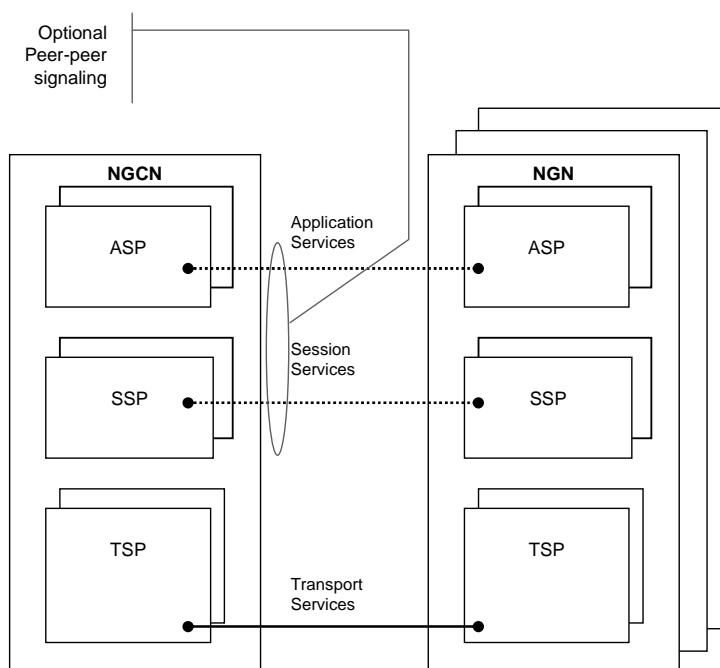 Optional
Peer-peer
signaling
NGCN
NGN
ASP
Application
Services
ASP
SSP
Session
Services
SSP
TSP
Transport
Services
TSP